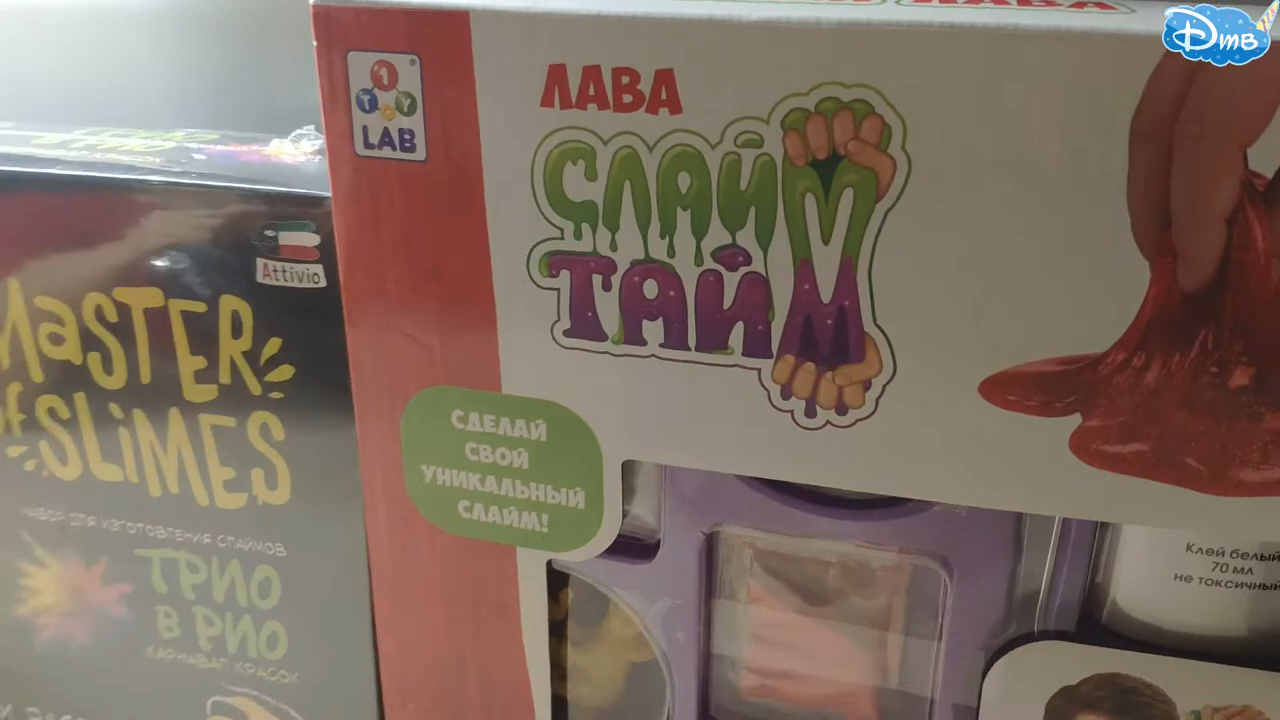 Dmb
1
TOY
LAB
ЛАВА
ЛАВА
СЛАЙМ
ТАЙМ
СДЕЛАЙ
СВОЙ
УНИКАЛЬНЫЙ
СЛАЙМ!
Клей белый
70 мл
не токсичный
Attivio
MASTER
of SLIMES
НАБОР ДЛЯ ИЗГОТОВЛЕНИЯ СЛАЙМОВ
ТРИО
В РИО
КАРНАВАЛ КРАСОК